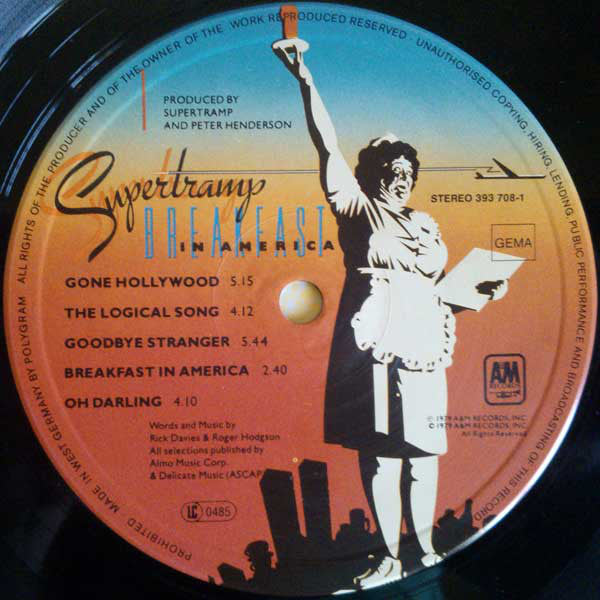 MADE IN WEST GERMANY BY POLYGRAM ALL RIGHTS OF THE PRODUCER AND OF THE OWNER OF THE WORK REPRODUCED RESERVED · UNAUTHORISED COPYING, HIRING, LENDING, PUBLIC PERFORMANCE AND BROADCASTING OF THIS RECORD PROHIBITED
PRODUCED BY
SUPERTRAMP
AND PETER HENDERSON
Supertramp
BREAKFAST
IN AMERICA
STEREO 393 708-1
GEMA
GONE HOLLYWOOD 5.15
THE LOGICAL SONG 4.12
GOODBYE STRANGER 5.44
BREAKFAST IN AMERICA 2.40
OH DARLING 4.10
Words and Music by
Rick Davies & Roger Hodgson
All selections published by
Almo Music Corp.
& Delicate Music (ASCAP)
LC 0485
A&M
RECORDS
℗ 1979 A&M RECORDS, INC.
© 1979 A&M RECORDS, INC.
All Rights Reserved